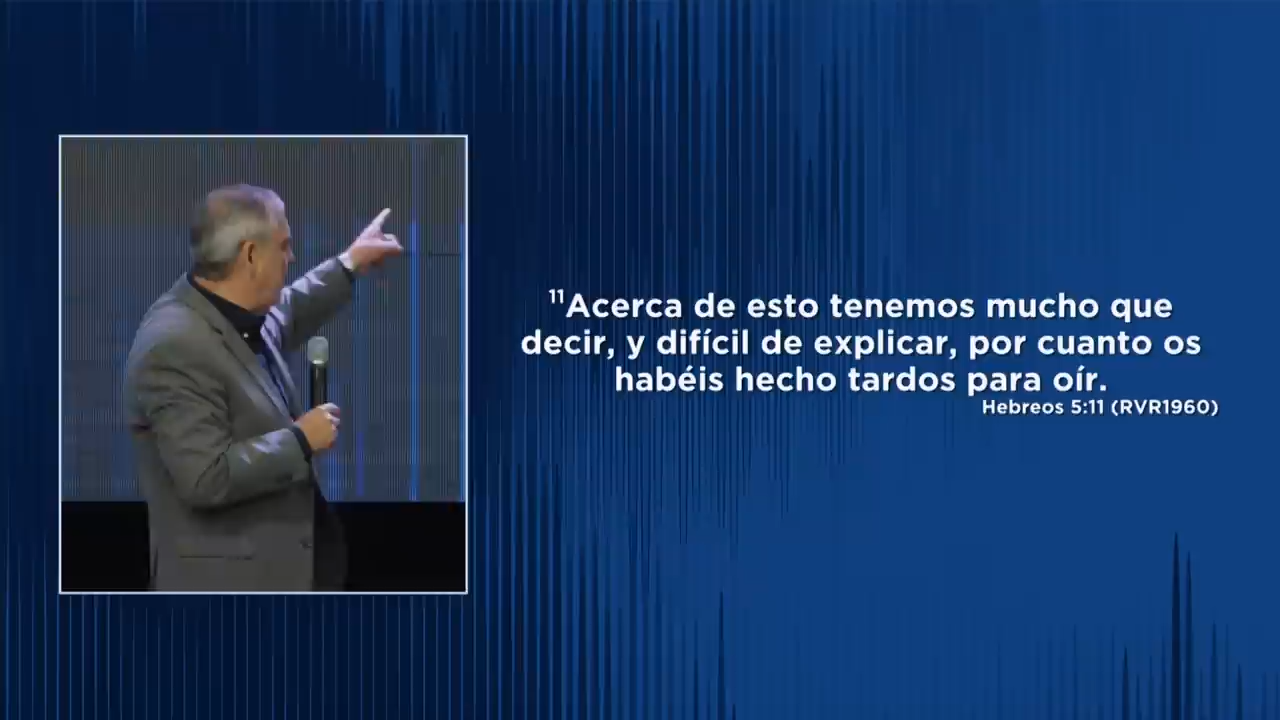 ¹¹Acerca de esto tenemos mucho que
decir, y difícil de explicar, por cuanto os
habéis hecho tardos para oír.
Hebreos 5:11 (RVR1960)